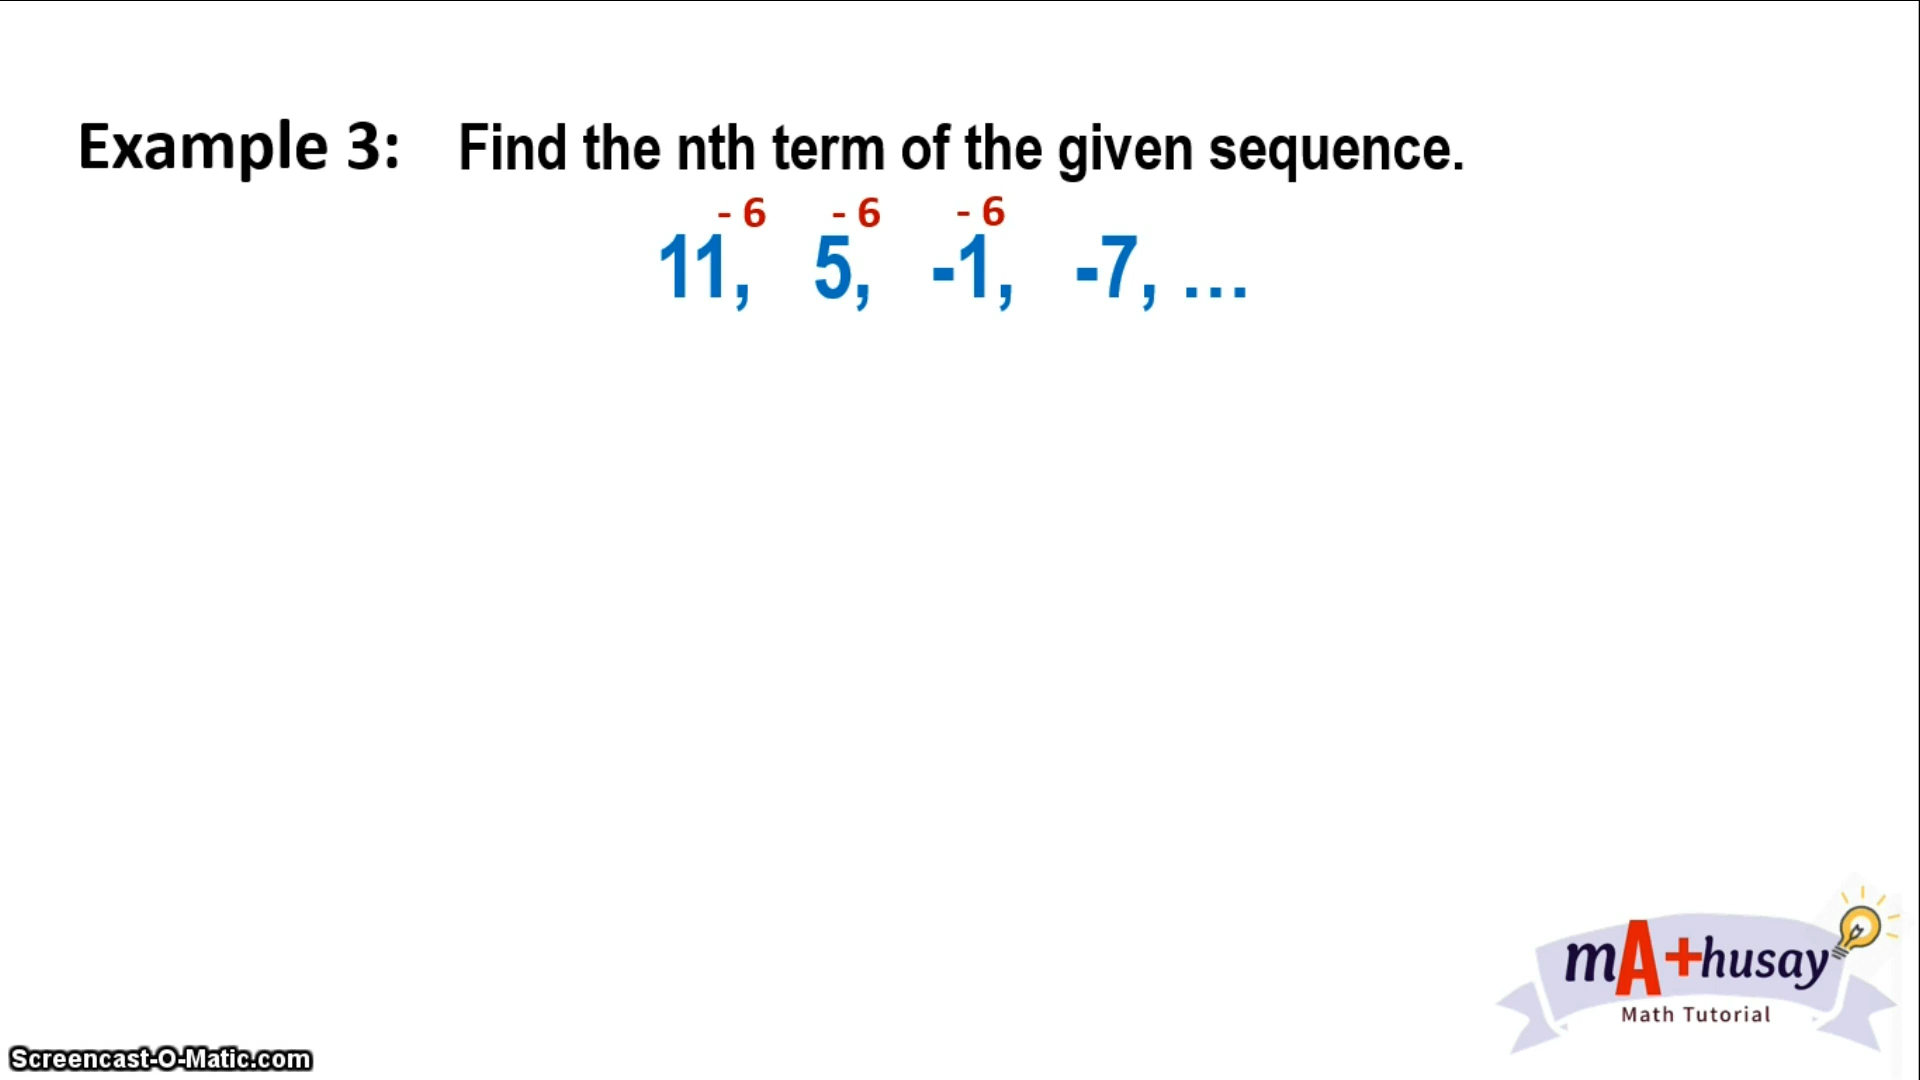 Example 3: Find the nth term of the given sequence.
- 6 - 6 - 6
11, 5, -1, -7, ...
mA+husay
Math Tutorial
Screencast-O-Matic.com